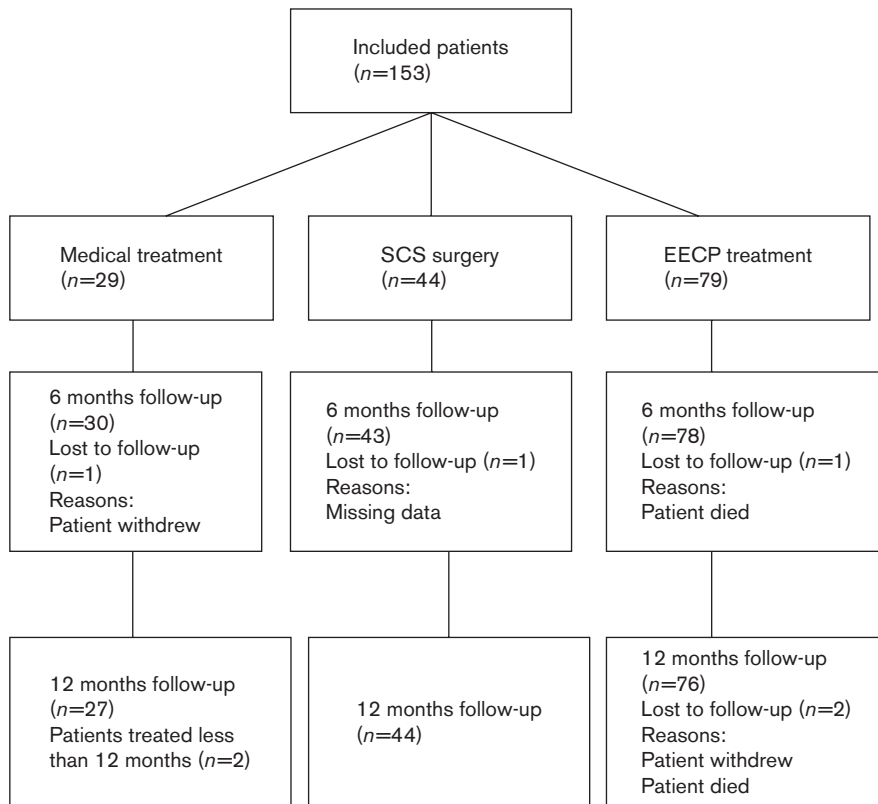 Included patients
(n=153)
Medical treatment
(n=29)
SCS surgery
(n=44)
EECP treatment
(n=79)
6 months follow-up
(n=30)
Lost to follow-up
(n=1)
Reasons:
Patient withdrew
6 months follow-up
(n=43)
Lost to follow-up (n=1)
Reasons:
Missing data
6 months follow-up
(n=78)
Lost to follow-up (n=1)
Reasons:
Patient died
12 months follow-up
(n=27)
Patients treated less
than 12 months (n=2)
12 months follow-up
(n=44)
12 months follow-up
(n=76)
Lost to follow-up (n=2)
Reasons:
Patient withdrew
Patient died